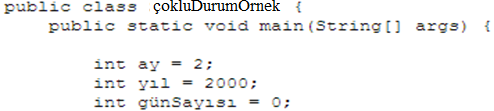 public class çokluDurumOrnek {
public static void main(String[] args) {
int ay = 2;
int yıl = 2000;
int günSayısı = 0;